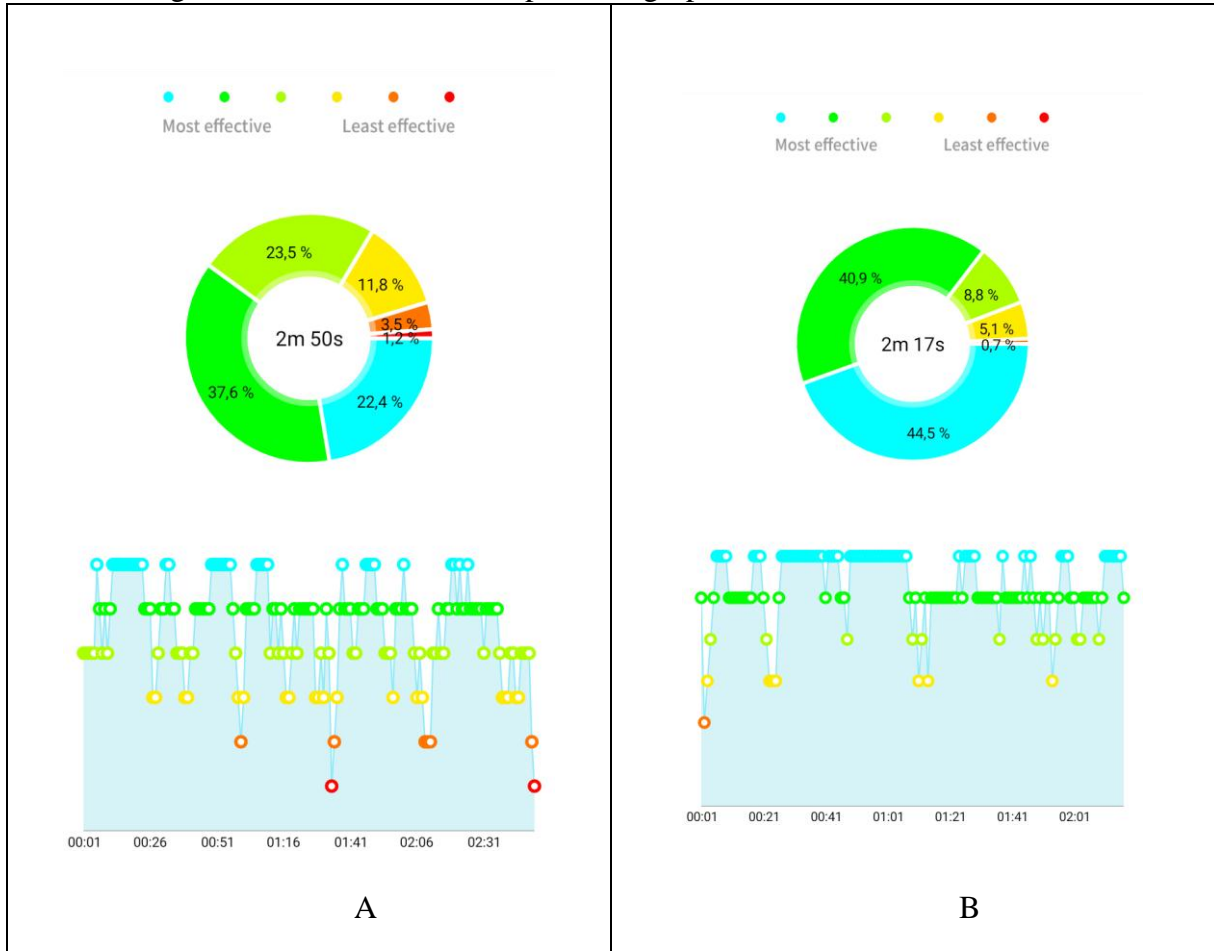 Most effective Least effective
23,5 %
11,8 %
3,5 %
1,2 %
2m 50s
37,6 %
22,4 %
00:01 00:26 00:51 01:16 01:41 02:06 02:31
A
Most effective Least effective
40,9 %
8,8 %
5,1 %
0,7 %
2m 17s
44,5 %
00:01 00:21 00:41 01:01 01:21 01:41 02:01
B